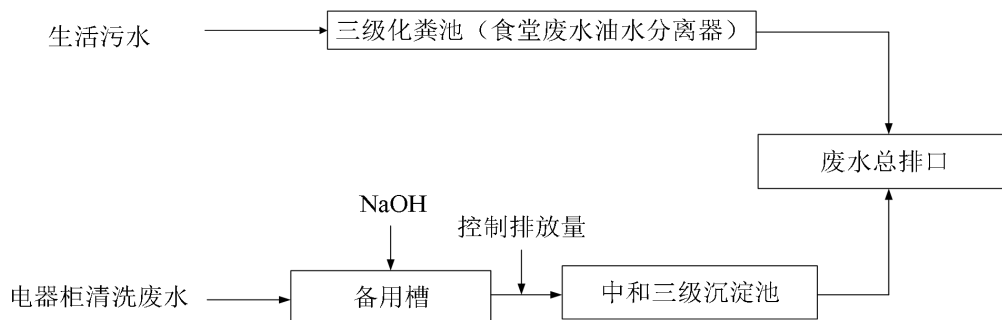 生活污水
三级化粪池（食堂废水油水分离器）
废水总排口
NaOH
控制排放量
电器柜清洗废水
备用槽
中和三级沉淀池